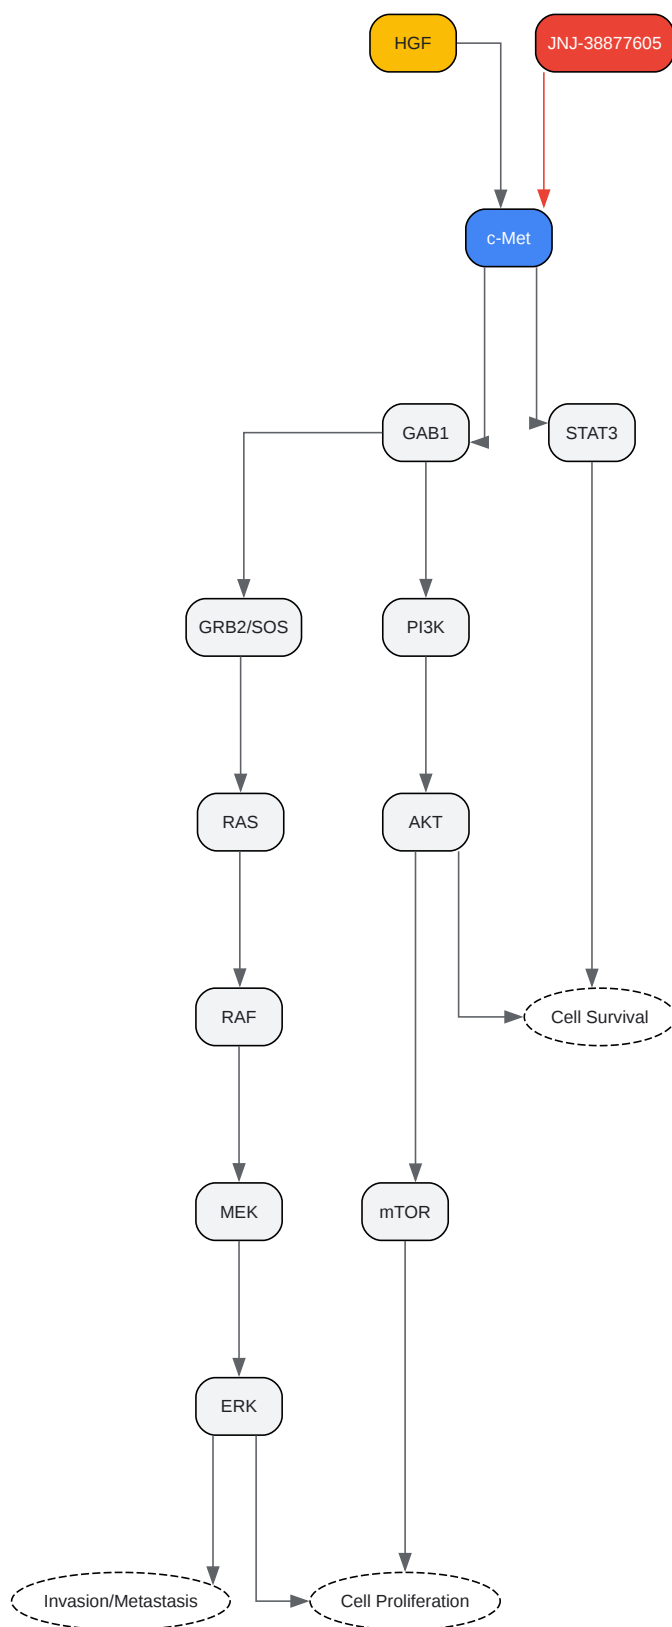 HGF
JNJ-38877605
c-Met
GAB1
STAT3
GRB2/SOS
PI3K
RAS
AKT
RAF
Cell Survival
MEK
mTOR
ERK
Invasion/Metastasis
Cell Proliferation